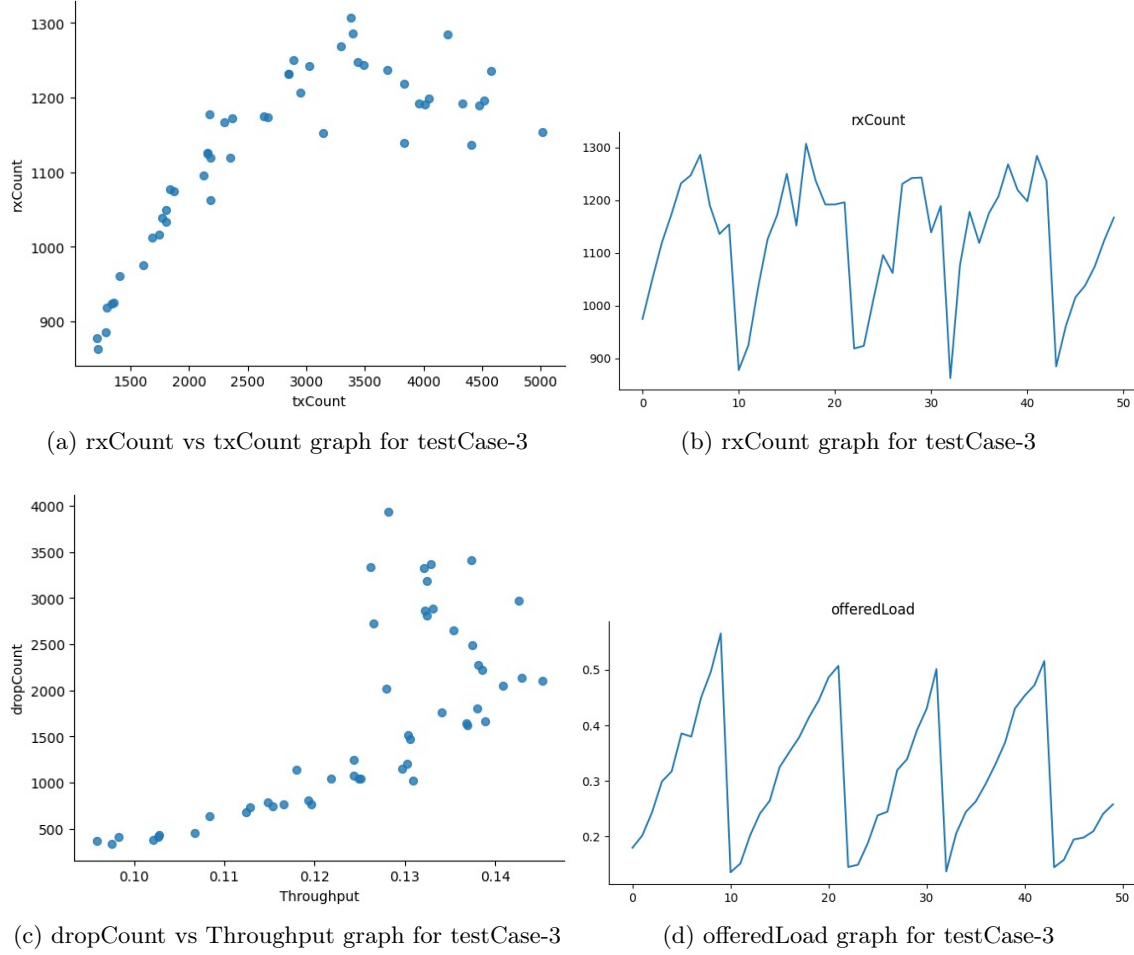 1300
1200
1100
1000
900
rxCount
1500 2000 2500 3000 3500 4000 4500 5000
txCount
(a) rxCount vs txCount graph for testCase-3
rxCount
1300
1200
1100
1000
900
0 10 20 30 40 50
(b) rxCount graph for testCase-3
4000
3500
3000
2500
2000
1500
1000
500
dropCount
0.10 0.11 0.12 0.13 0.14
Throughput
(c) dropCount vs Throughput graph for testCase-3
offeredLoad
0.5
0.4
0.3
0.2
0 10 20 30 40 50
(d) offeredLoad graph for testCase-3